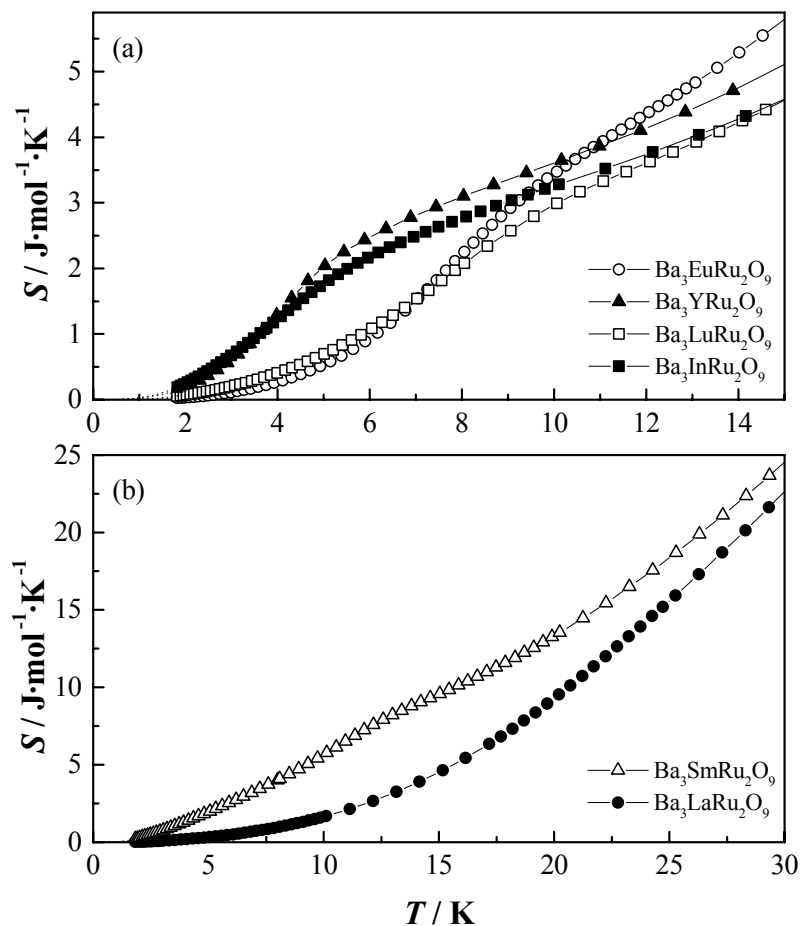 (a)
S / J·mol⁻¹·K⁻¹
5
4
3
2
1
0
Ba₃EuRu₂O₉
Ba₃YRu₂O₉
Ba₃LuRu₂O₉
Ba₃InRu₂O₉
0 2 4 6 8 10 12 14
(b)
S / J·mol⁻¹·K⁻¹
25
20
15
10
5
0
Ba₃SmRu₂O₉
Ba₃LaRu₂O₉
0 5 10 15 20 25 30
T / K